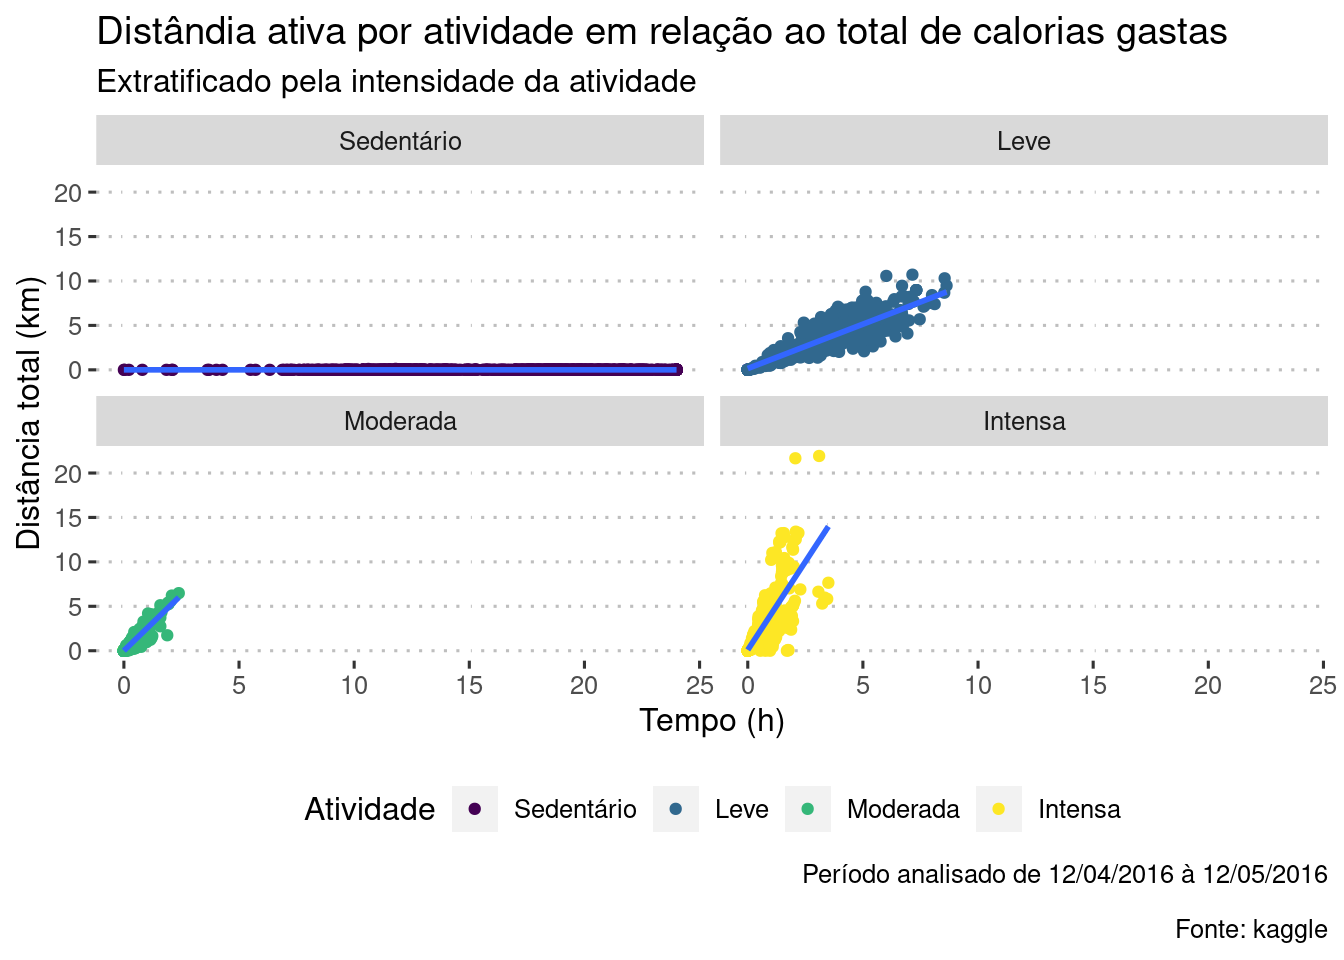 Distândia ativa por atividade em relação ao total de calorias gastas
Extratificado pela intensidade da atividade
Sedentário
Leve
20
15
10
5
0
Distância total (km)
Moderada
Intensa
20
15
10
5
0
0 5 10 15 20 25
0 5 10 15 20 25
Tempo (h)
Atividade Sedentário Leve Moderada Intensa
Período analisado de 12/04/2016 à 12/05/2016
Fonte: kaggle